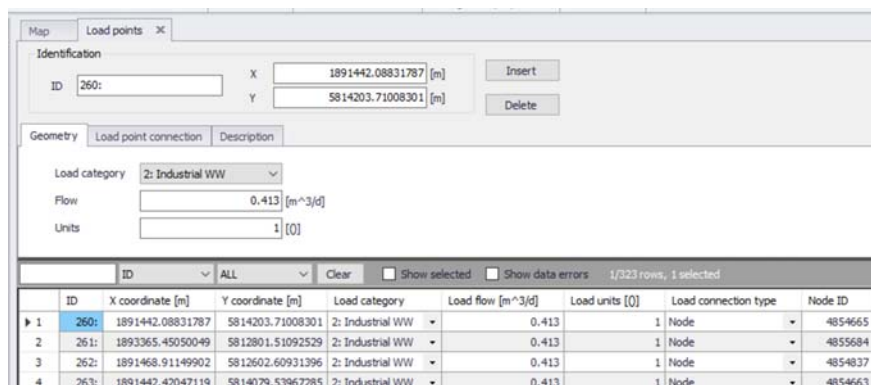 Map Load points ×
Identification
ID 260: X 1891442.08831787 [m] Insert
Y 5814203.71008301 [m] Delete
Geometry Load point connection Description
Load category 2: Industrial WW
Flow 0.413 [m^3/d]
Units 1 [()]
ID ALL Clear Show selected Show data errors 1/323 rows, 1 selected
ID X coordinate [m] Y coordinate [m] Load category Load flow [m^3/d] Load units [()] Load connection type Node ID
1 260: 1891442.08831787 5814203.71008301 2: Industrial WW 0.413 1 Node 4854665
2 261: 1893365.45050049 5812801.51092529 2: Industrial WW 0.413 1 Node 4855684
3 262: 1891468.91149902 5812602.60931396 2: Industrial WW 0.413 1 Node 4854837
4 263: 1891442.42047119 5814079.53967285 2: Industrial WW 0.413 1 Node 4854663